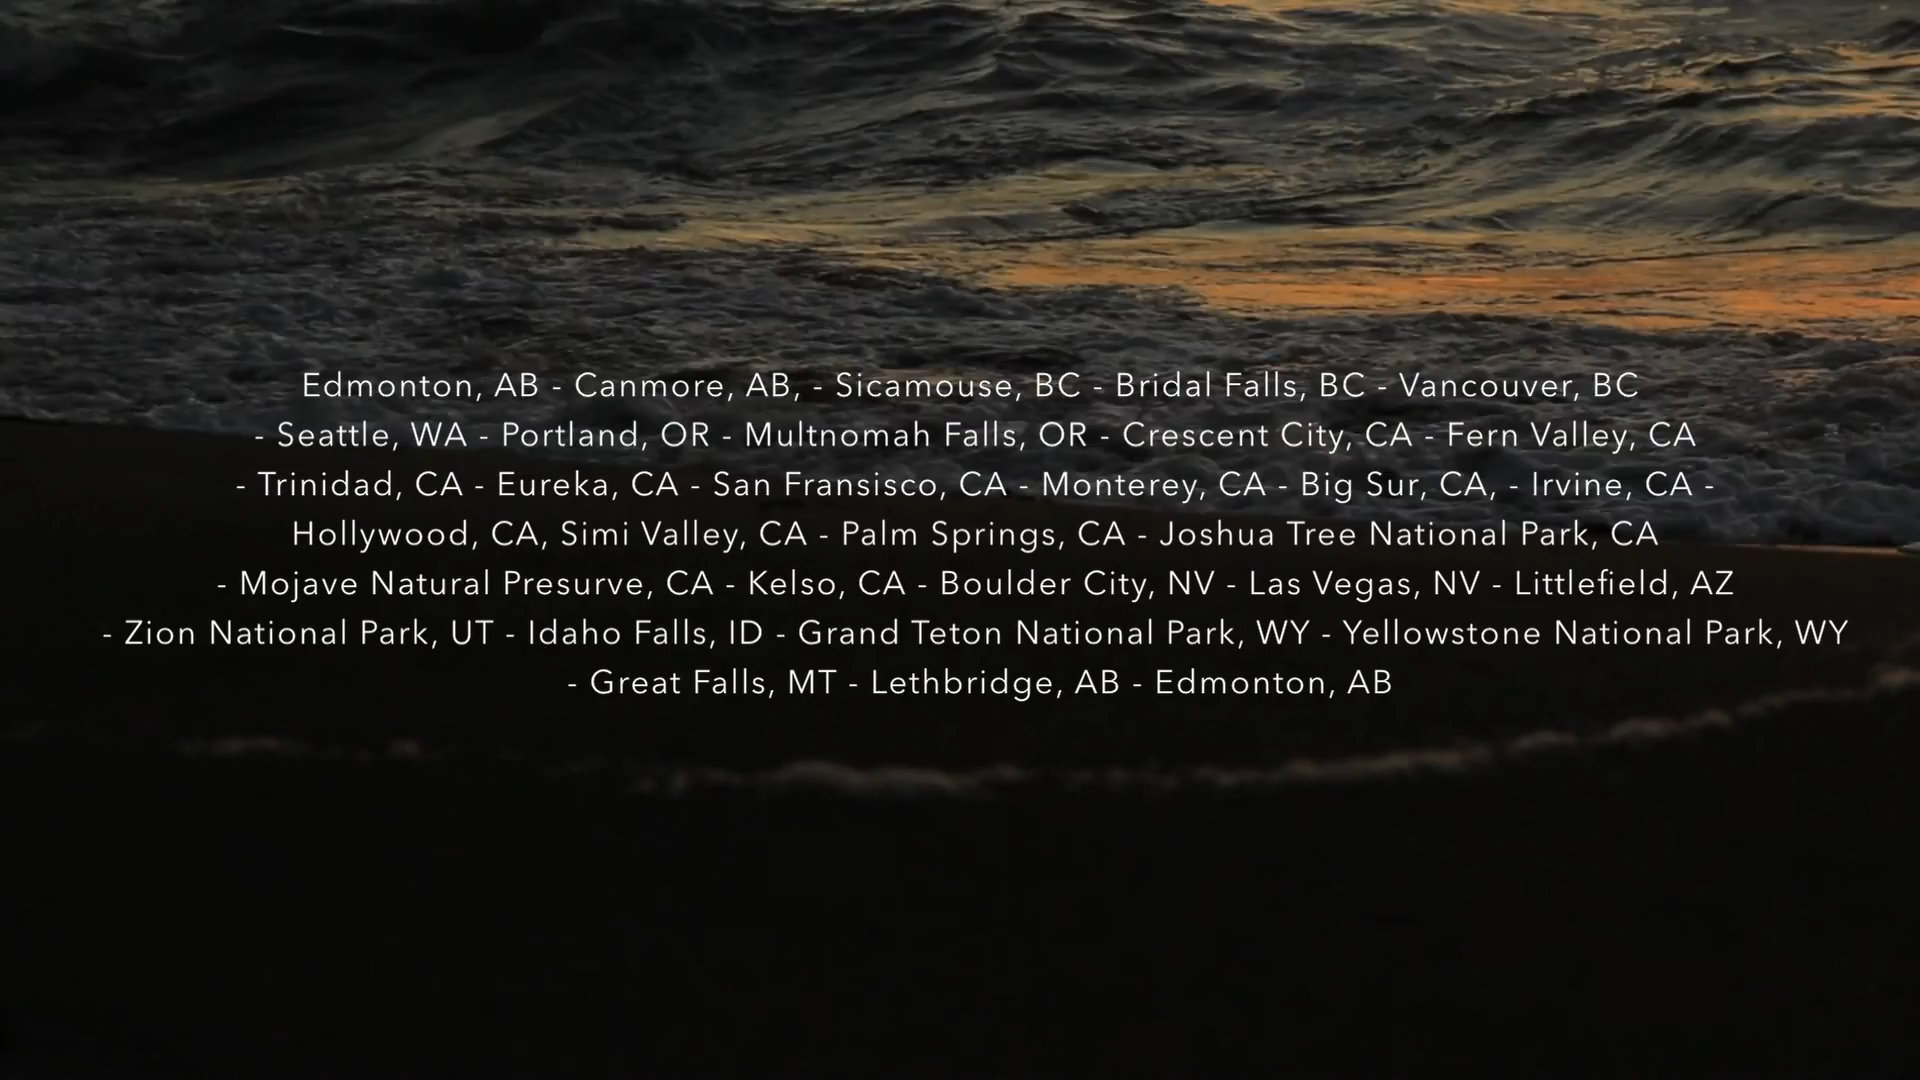 Edmonton, AB - Canmore, AB, - Sicamouse, BC - Bridal Falls, BC - Vancouver, BC
- Seattle, WA - Portland, OR - Multnomah Falls, OR - Crescent City, CA - Fern Valley, CA
- Trinidad, CA - Eureka, CA - San Fransisco, CA - Monterey, CA - Big Sur, CA, - Irvine, CA -
Hollywood, CA, Simi Valley, CA - Palm Springs, CA - Joshua Tree National Park, CA
- Mojave Natural Presurve, CA - Kelso, CA - Boulder City, NV - Las Vegas, NV - Littlefield, AZ
- Zion National Park, UT - Idaho Falls, ID - Grand Teton National Park, WY - Yellowstone National Park, WY
- Great Falls, MT - Lethbridge, AB - Edmonton, AB